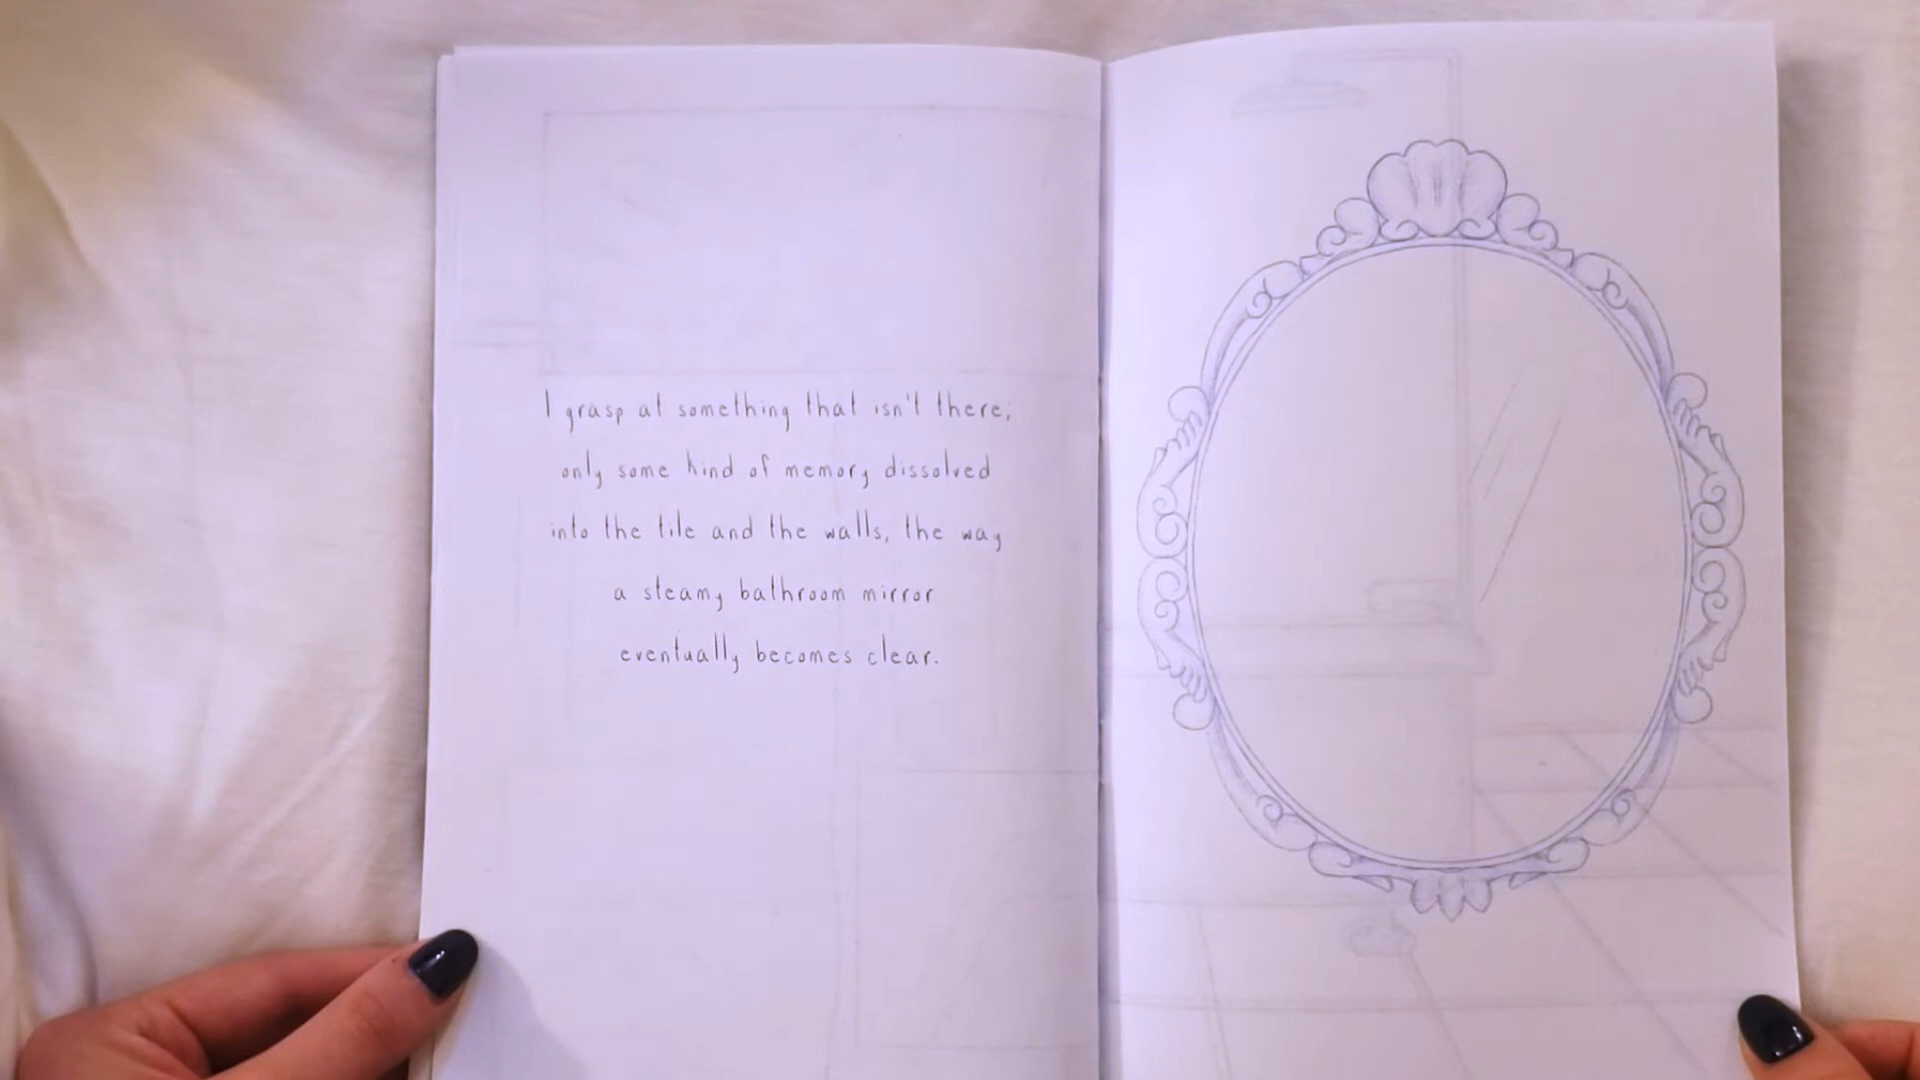 I grasp at something that isn't there;
only some kind of memory dissolved
into the tile and the walls, the way
a steamy bathroom mirror
eventually becomes clear.